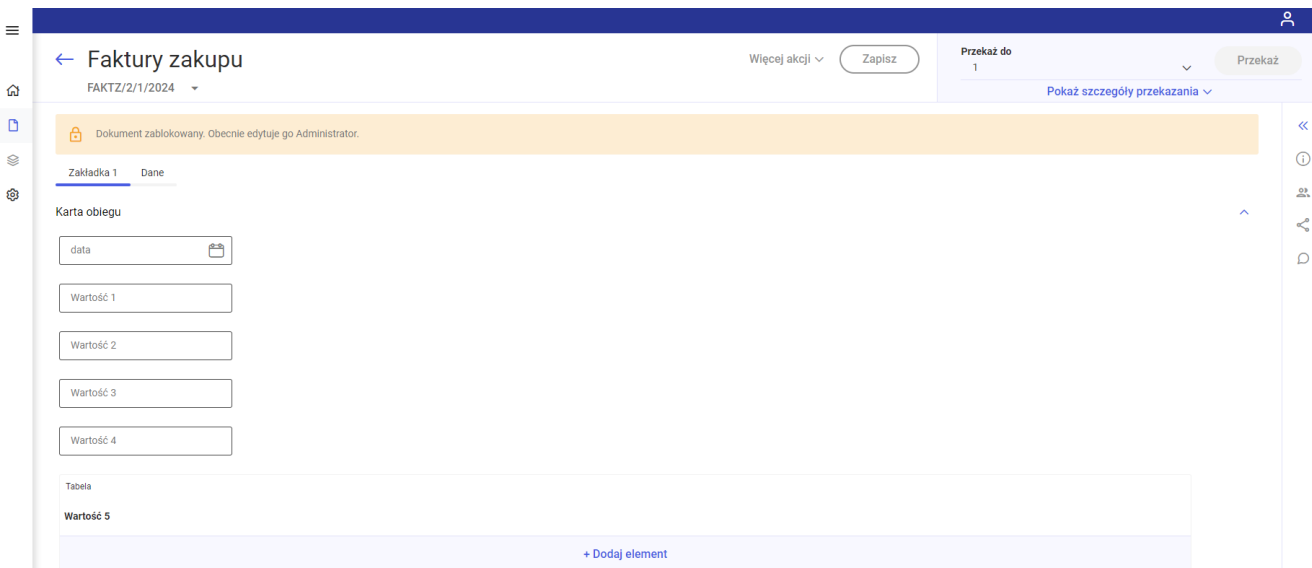 Faktury zakupu
FAKTZ/2/1/2024
Więcej akcji
Zapisz
Przekaż do
1
Przekaż
Pokaż szczegóły przekazania
Dokument zablokowany. Obecnie edytuje go Administrator.
Zakładka 1
Dane
Karta obiegu
data
Wartość 1
Wartość 2
Wartość 3
Wartość 4
Tabela
Wartość 5
+ Dodaj element